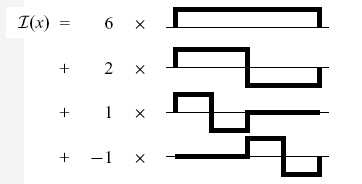 I(x) = 6 ×
+ 2 ×
+ 1 ×
+ −1 ×